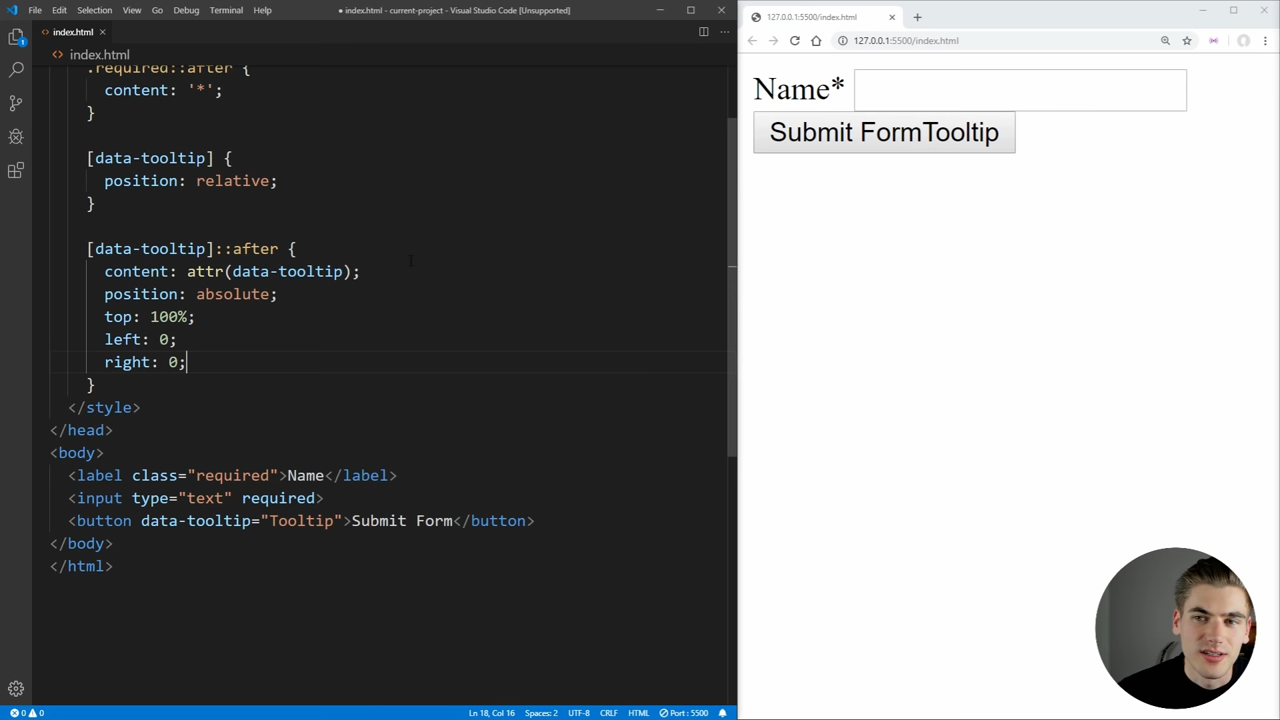 File Edit Selection View Go Debug Terminal Help
● index.html - current-project - Visual Studio Code [Unsupported]
index.html
index.html
.required::after {
content: '*';
}
[data-tooltip] {
position: relative;
}
[data-tooltip]::after {
content: attr(data-tooltip);
position: absolute;
top: 100%;
left: 0;
right: 0;
}
</style>
</head>
<body>
<label class="required">Name</label>
<input type="text" required>
<button data-tooltip="Tooltip">Submit Form</button>
</body>
</html>
1
0 0
Ln 18, Col 16 Spaces: 2 UTF-8 CRLF HTML Port : 5500
127.0.0.1:5500/index.html
127.0.0.1:5500/index.html
Name*
Submit FormTooltip